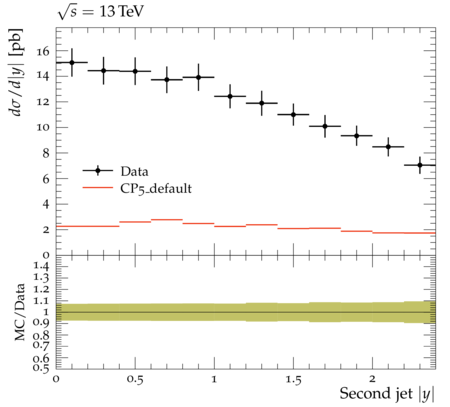 √s = 13 TeV
dσ/d|y| [pb]
16
14
12
10
8
6
4
2
0
Data
CP5_default
MC/Data
1.4
1.3
1.2
1.1
1
0.9
0.8
0.7
0.6
0.5
0 0.5 1 1.5 2
Second jet |y|